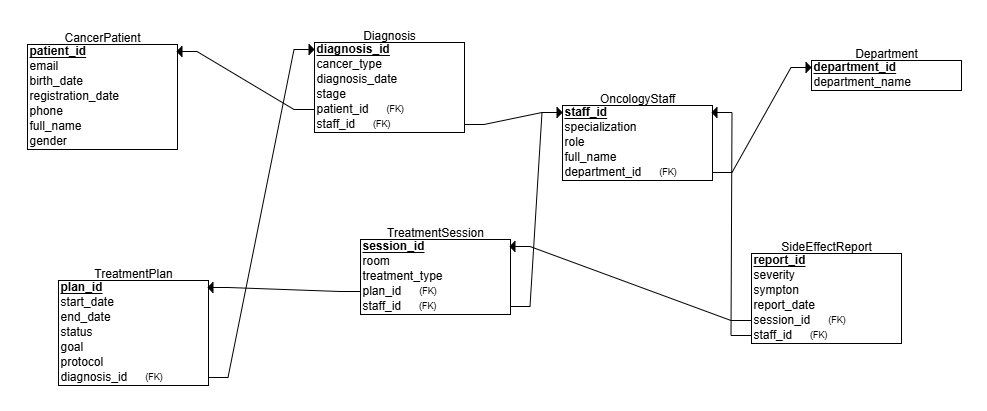 CancerPatient
patient_id
email
birth_date
registration_date
phone
full_name
gender
Diagnosis
diagnosis_id
cancer_type
diagnosis_date
stage
patient_id (FK)
staff_id (FK)
OncologyStaff
staff_id
specialization
role
full_name
department_id (FK)
Department
department_id
department_name
TreatmentPlan
plan_id
start_date
end_date
status
goal
protocol
diagnosis_id (FK)
TreatmentSession
session_id
room
treatment_type
plan_id (FK)
staff_id (FK)
SideEffectReport
report_id
severity
sympton
report_date
session_id (FK)
staff_id (FK)